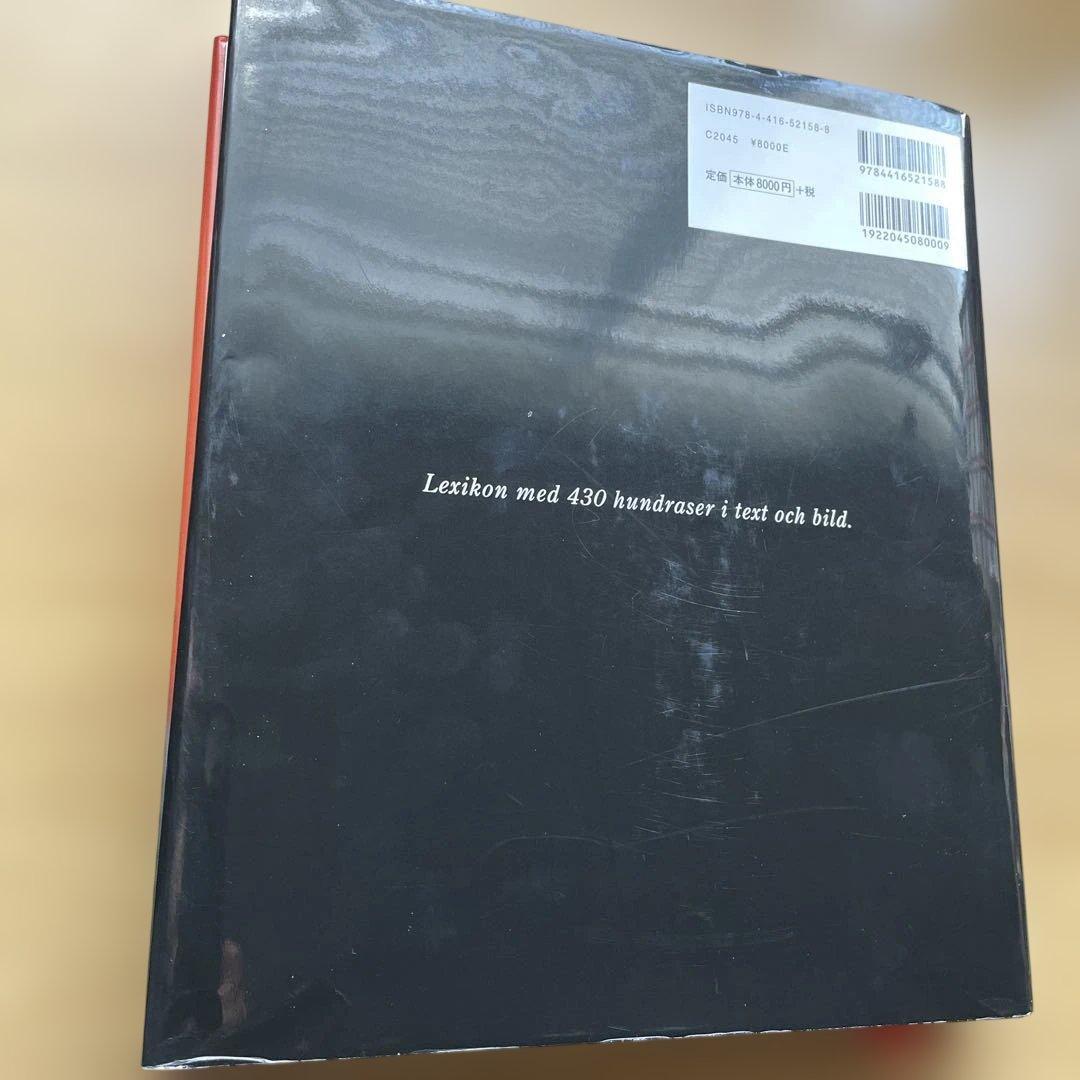 ISBN978-4-416-52158-8
C2045 ¥8000E
定価 本体8000円+税
9784416521588
1922045080009
Lexikon med 430 hundraser i text och bild.